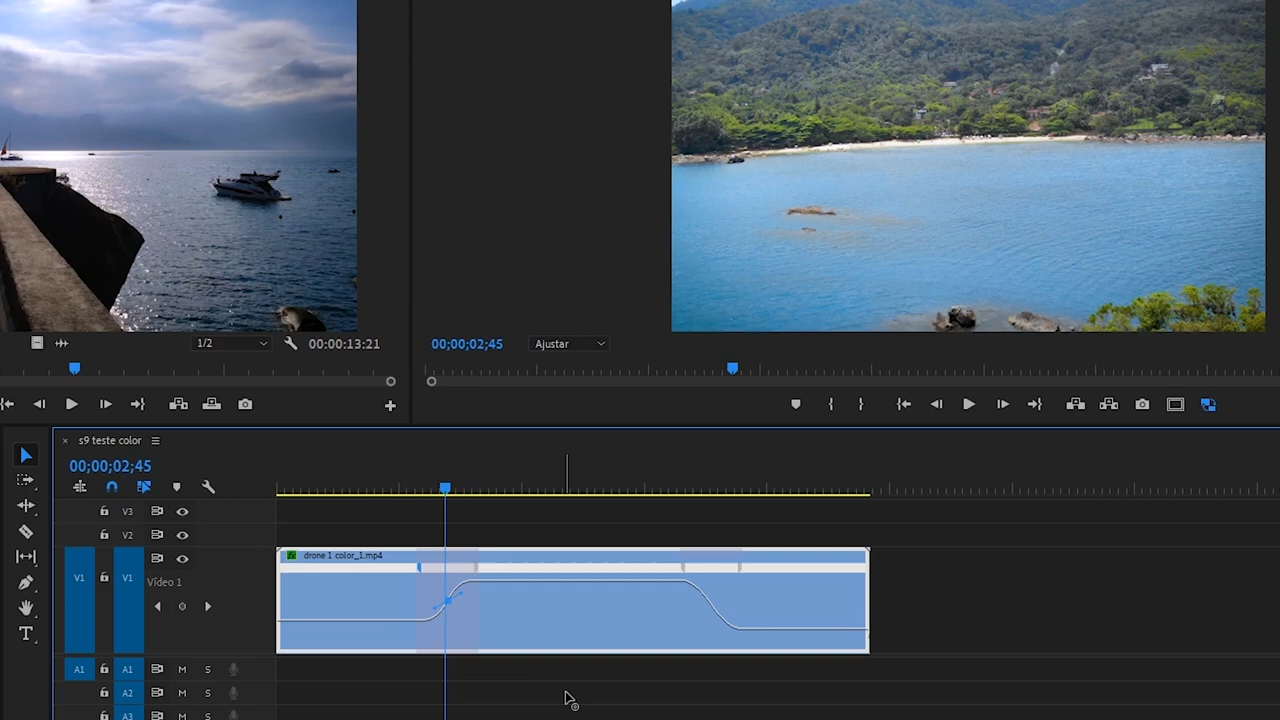 1/2
00:00:13:21
00;00;02;45
Ajustar
s9 teste color
00;00;02;45
V3
V2
fx drone 1 color_1.mp4
V1
V1
Vídeo 1
A1
A1
M
S
A2
M
S
A3
M
S